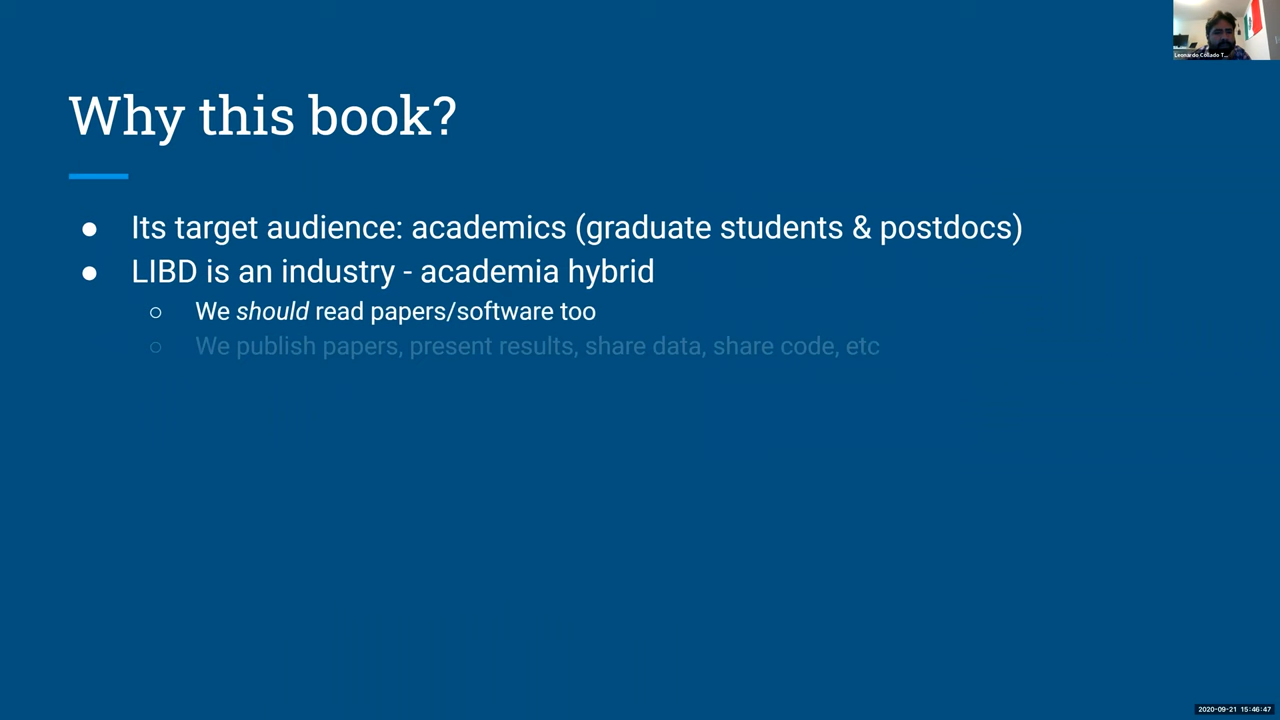 Leonardo Collado T...
Why this book?
● Its target audience: academics (graduate students & postdocs)
● LIBD is an industry - academia hybrid
○ We should read papers/software too
○ We publish papers, present results, share data, share code, etc
2020-09-21 15:46:47